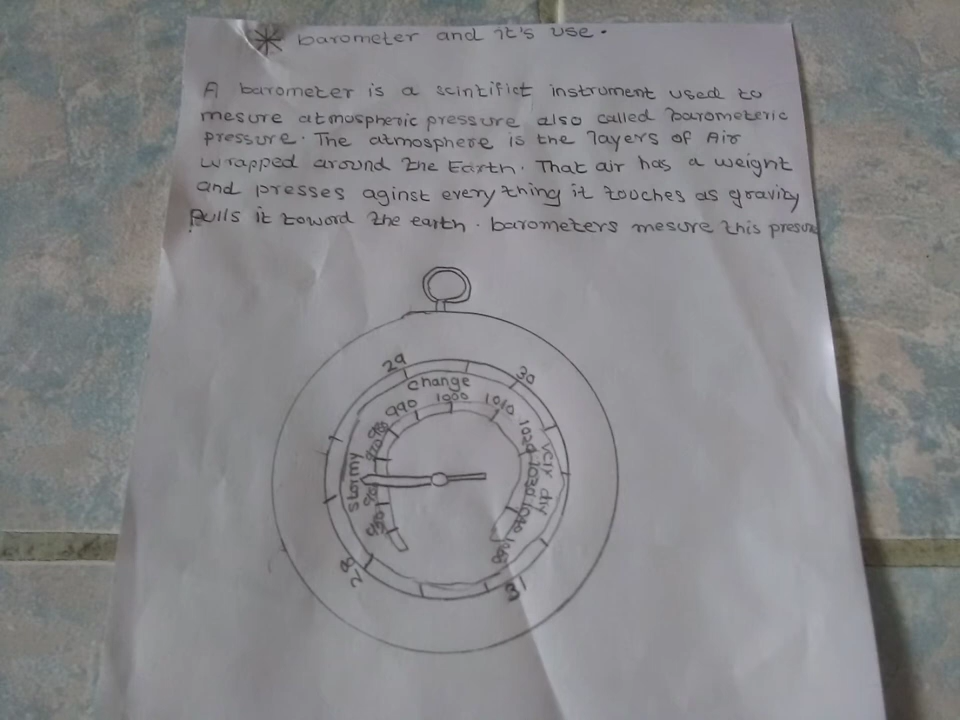 * barometer and it's use.
A barometer is a scintifict instrument used to
mesure atmospheric pressure also called barometeric
pressure. The atmosphere is the layers of Air
wrapped around the Earth. That air has a weight
and presses aginst every thing it touches as gravity
Pulls it toword the earth. barometers mesure this
29
30
change
990
1000
1010
1020
1030
1040
stormy
28
31